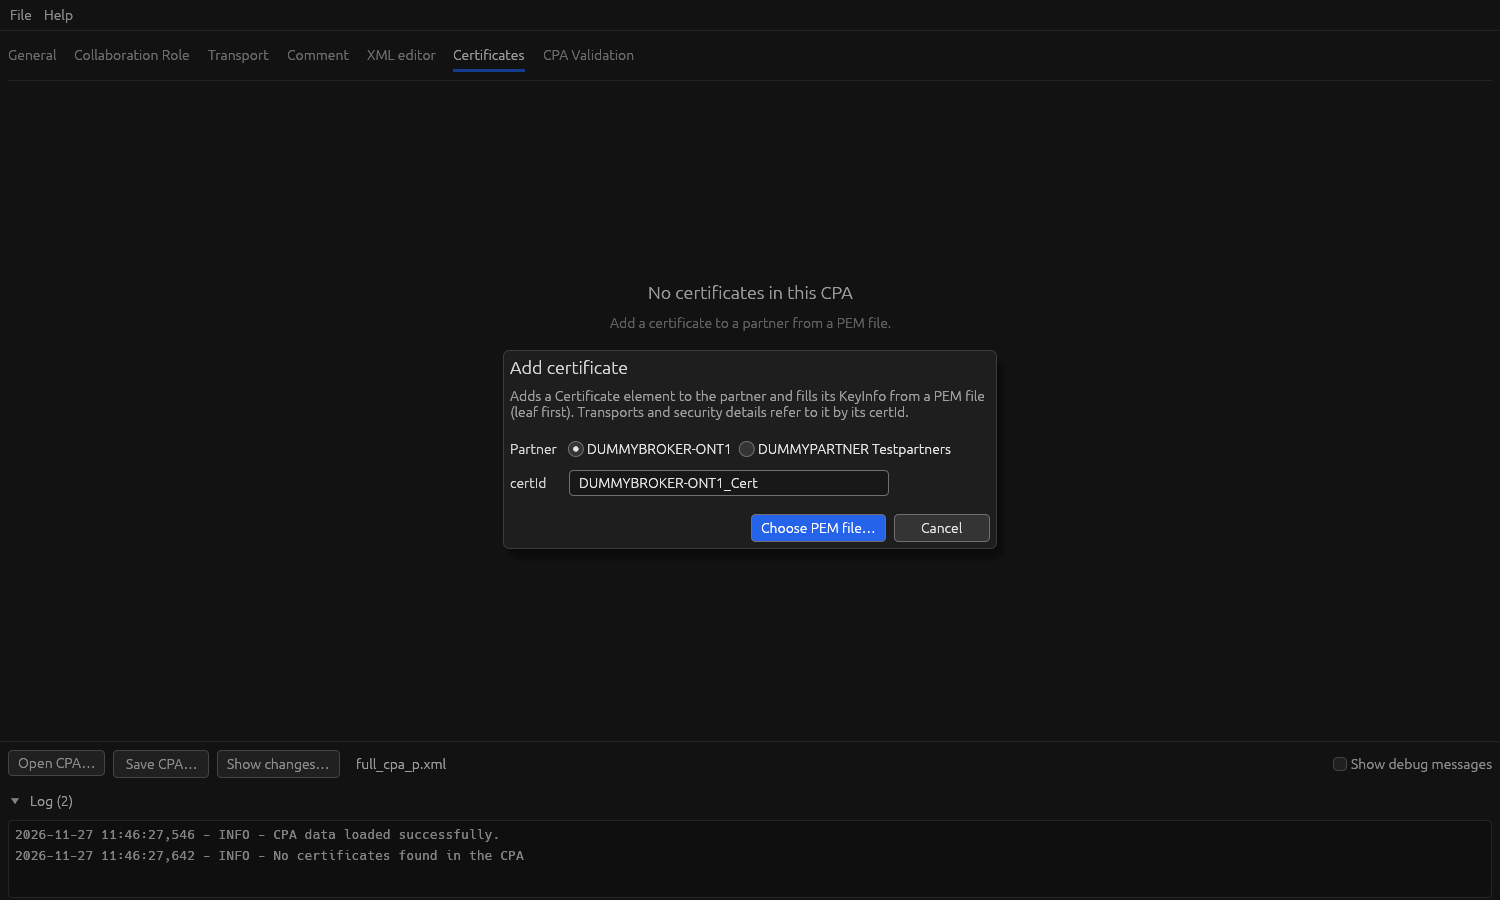 File Help
General Collaboration Role Transport Comment XML editor Certificates CPA Validation
No certificates in this CPA
Add a certificate to a partner from a PEM file.
Add certificate
Adds a Certificate element to the partner and fills its KeyInfo from a PEM file
(leaf first). Transports and security details refer to it by its certId.
Partner DUMMYBROKER-ONT1 DUMMYPARTNER Testpartners
certId DUMMYBROKER-ONT1_Cert
Choose PEM file... Cancel
Open CPA... Save CPA... Show changes... full_cpa_p.xml Show debug messages
Log (2)
2026-11-27 11:46:27,546 - INFO - CPA data loaded successfully.
2026-11-27 11:46:27,642 - INFO - No certificates found in the CPA